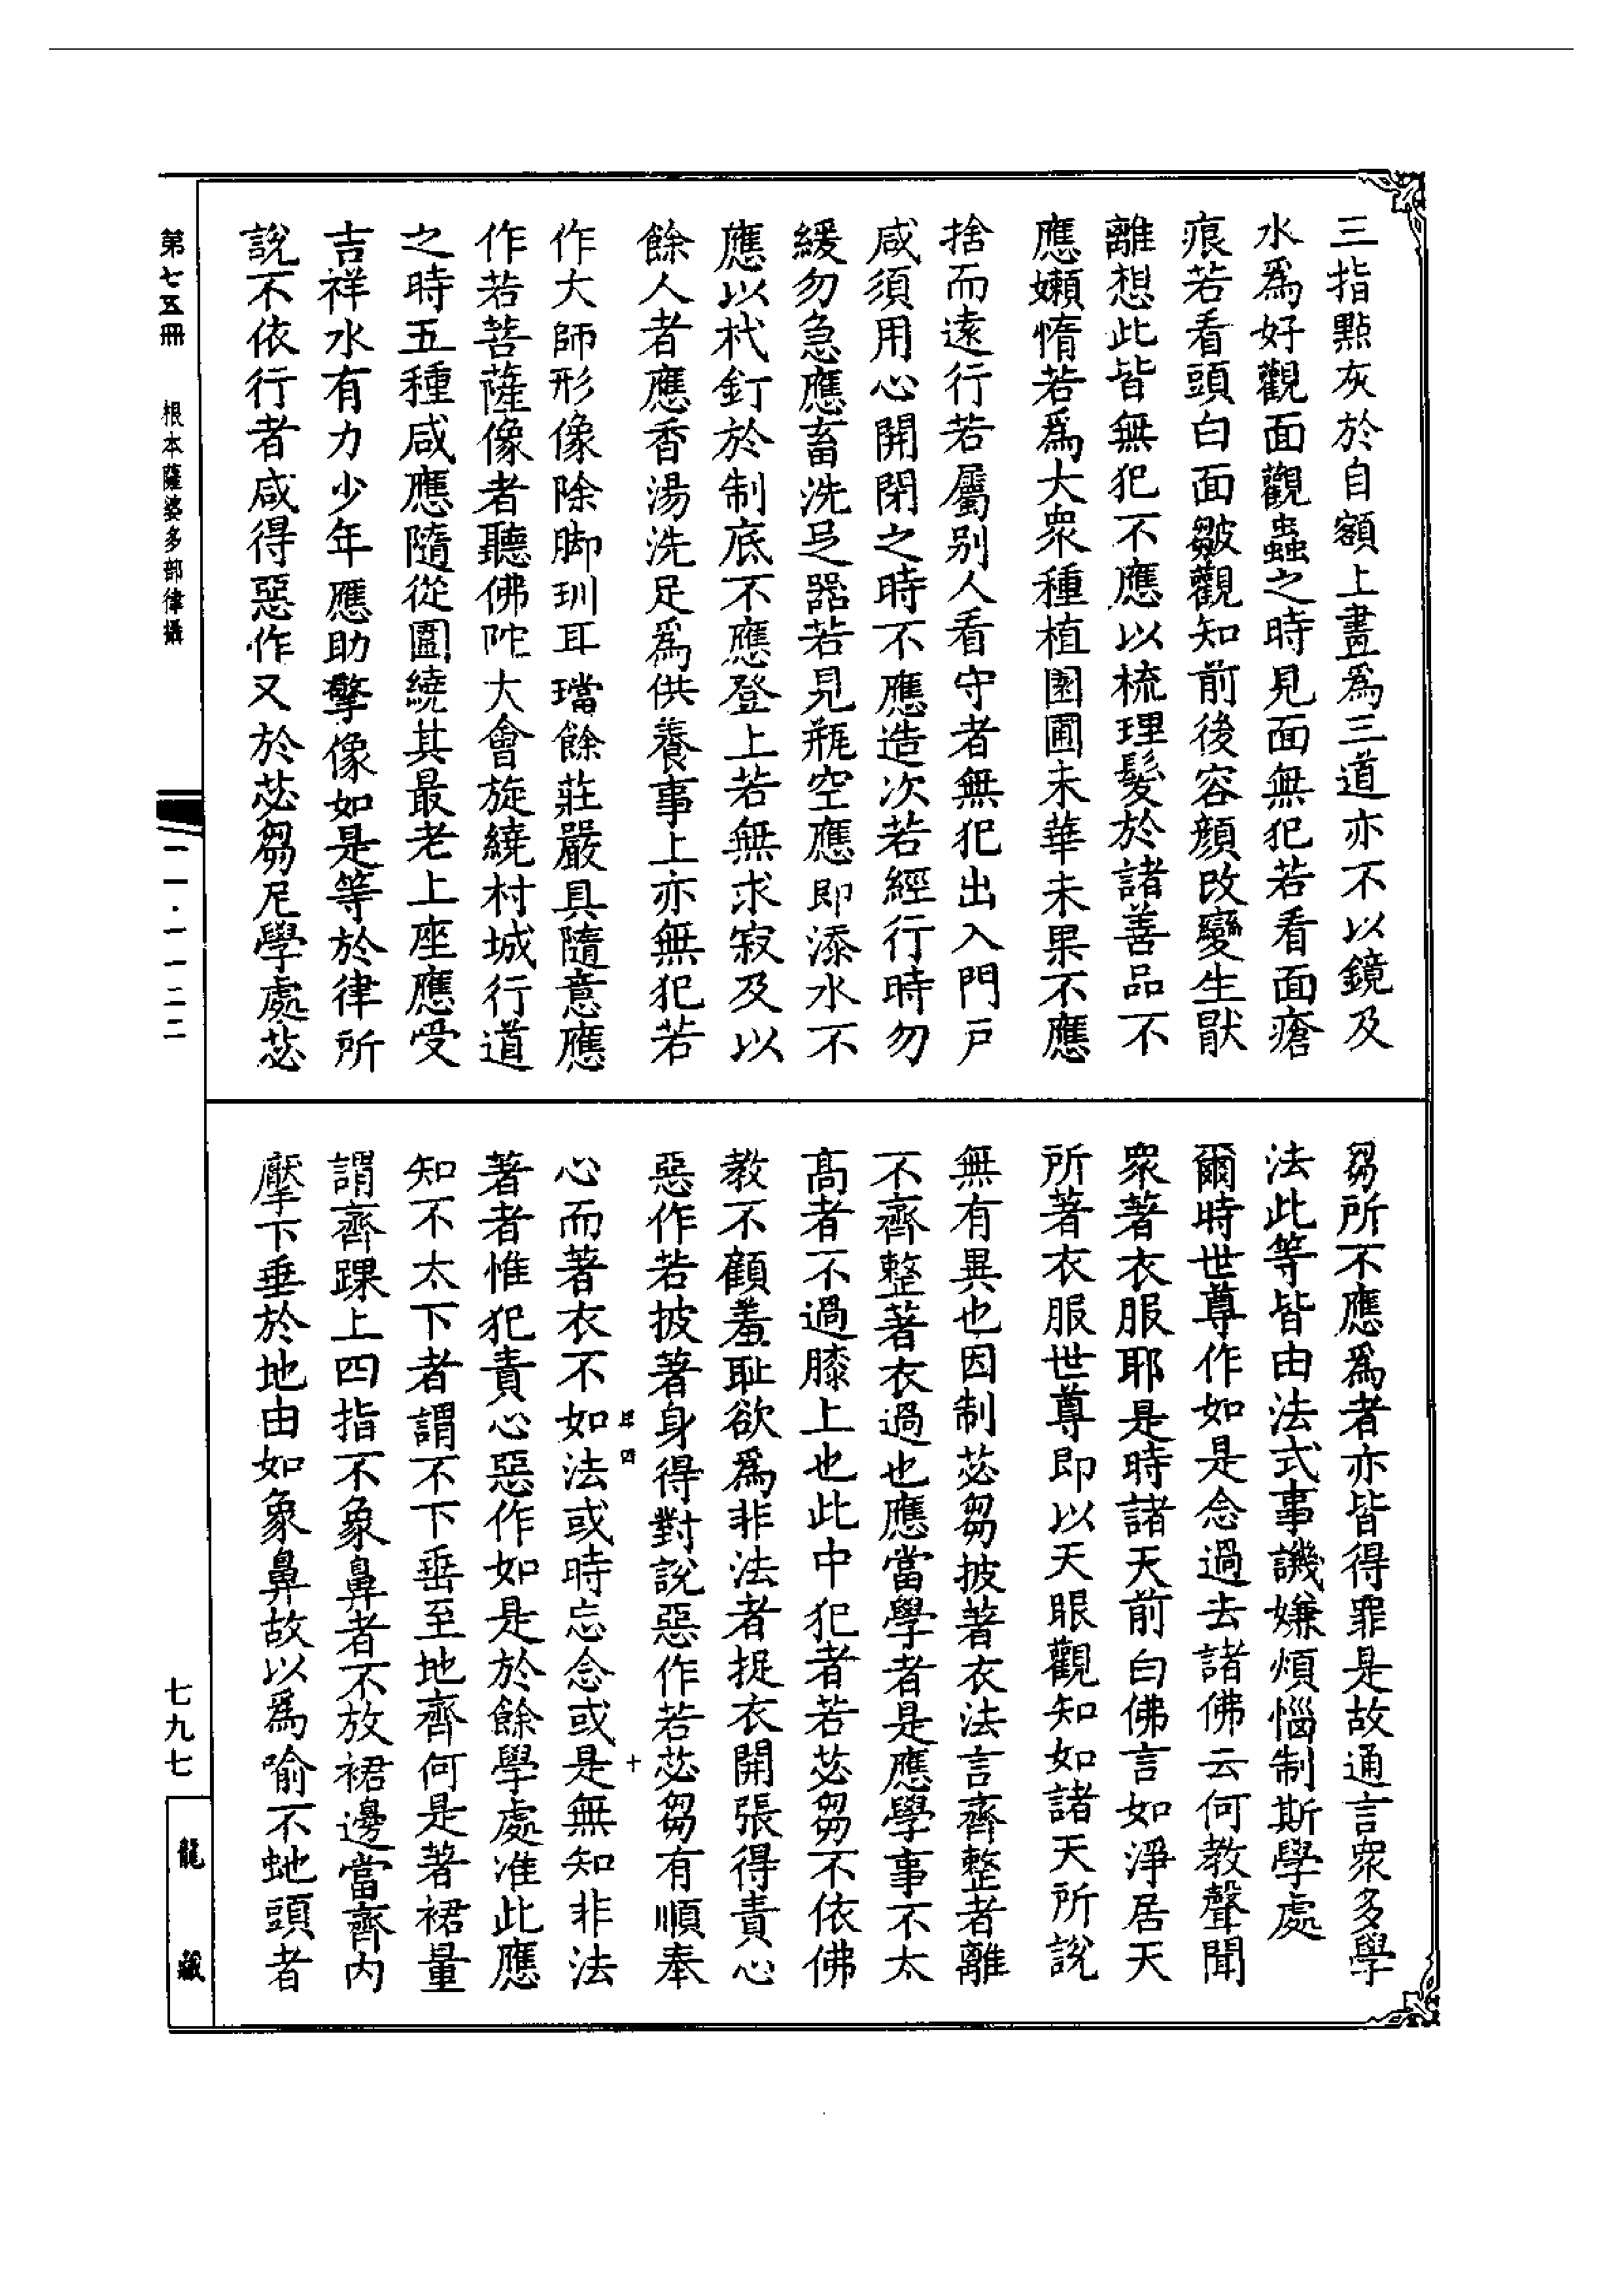 三指點灰於自額上畫爲三道亦不以鏡及
水爲好觀面觀蟲之時見面無犯若看面瘡
痕若看頭白面皺觀知前後容顏改變生猒
離想此皆無犯不應以梳理髮於諸善品不
應嬾惰若爲大衆種植園圃未華未果不應
捨而遠行若屬別人看守者無犯出入門戸
咸須用心開閉之時不應造次若經行時勿
緩勿急應畜洗足器若見瓶空應即添水不
應以杙釘於制底不應登上若無求寂及以
餘人者應香湯洗足爲供養事上亦無犯若
作大師形像除脚玔耳璫餘莊嚴具隨意應
作若菩薩像者聽佛陀大會旋繞村城行道
之時五種咸應隨從圍繞其最老上座應受
吉祥水有力少年應助擎像如是等於律所
說不依行者咸得惡作又於苾芻尼學處苾
芻所不應爲者亦皆得罪是故通言衆多學
法此等皆由法式事譏嫌煩惱制斯學處
爾時世尊作如是念過去諸佛云何教聲聞
衆著衣服耶是時諸天前白佛言如淨居天
所著衣服世尊即以天眼觀知如諸天所說
無有異也因制苾芻披著衣法言齊整者離
不齊整著衣過也應當學者是應學事不太
高者不過膝上也此中犯者若苾芻不依佛
教不顧羞恥欲爲非法者捉衣開張得責心
惡作若披著身得對說惡作若苾芻有順奉
心而著衣不如法或時忘念或是無知非法
著者惟犯責心惡作如是於餘學處准此應
知不太下者謂不下垂至地齊何是著裙量
謂齊踝上四指不象鼻者不放裙邊當齊內
摩下垂於地由如象鼻故以爲喻不虵頭者
第七五冊
根本薩婆多部律攝
一一·一一二二
七九七
龍藏